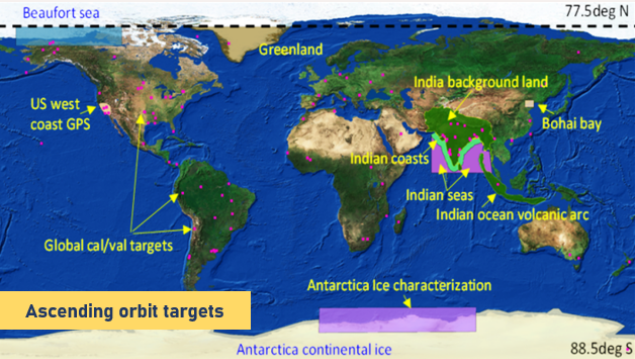 Beaufort sea
77.5deg N
Greenland
India background land
US west
coast GPS
Bohai bay
Indian coasts
Indian seas
Indian ocean volcanic arc
Global cal/val targets
Antarctica Ice characterization
Ascending orbit targets
Antarctica continental ice
88.5deg S